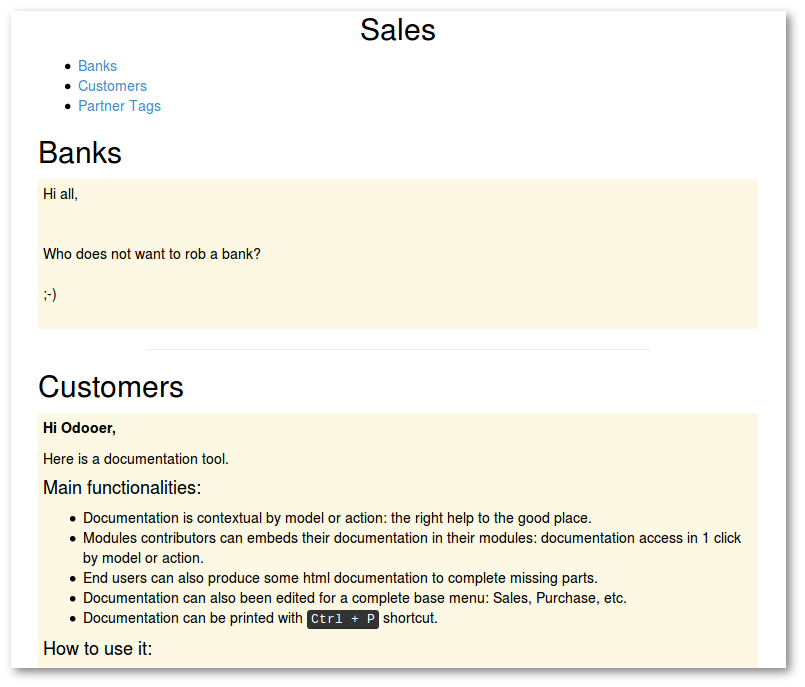 Sales
Banks
Customers
Partner Tags
Banks
Hi all,
Who does not want to rob a bank?
;-)
Customers
Hi Odooer,
Here is a documentation tool.
Main functionalities:
Documentation is contextual by model or action: the right help to the good place.
Modules contributors can embeds their documentation in their modules: documentation access in 1 click
by model or action.
End users can also produce some html documentation to complete missing parts.
Documentation can also been edited for a complete base menu: Sales, Purchase, etc.
Documentation can be printed with Ctrl + P shortcut.
How to use it: